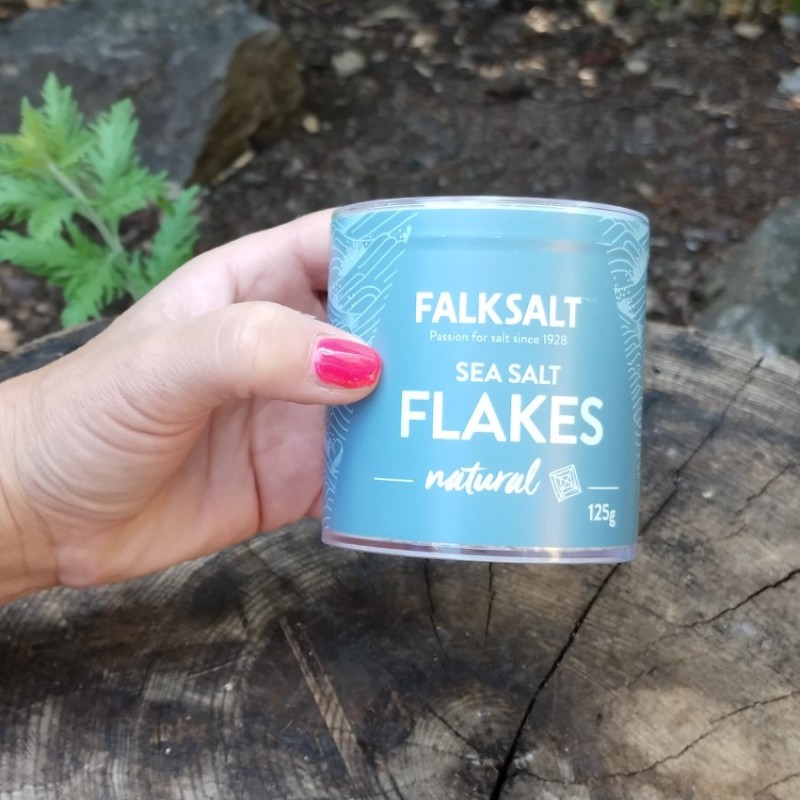 FALKSALT
Passion for salt since 1928
SEA SALT
FLAKES
natural
125g